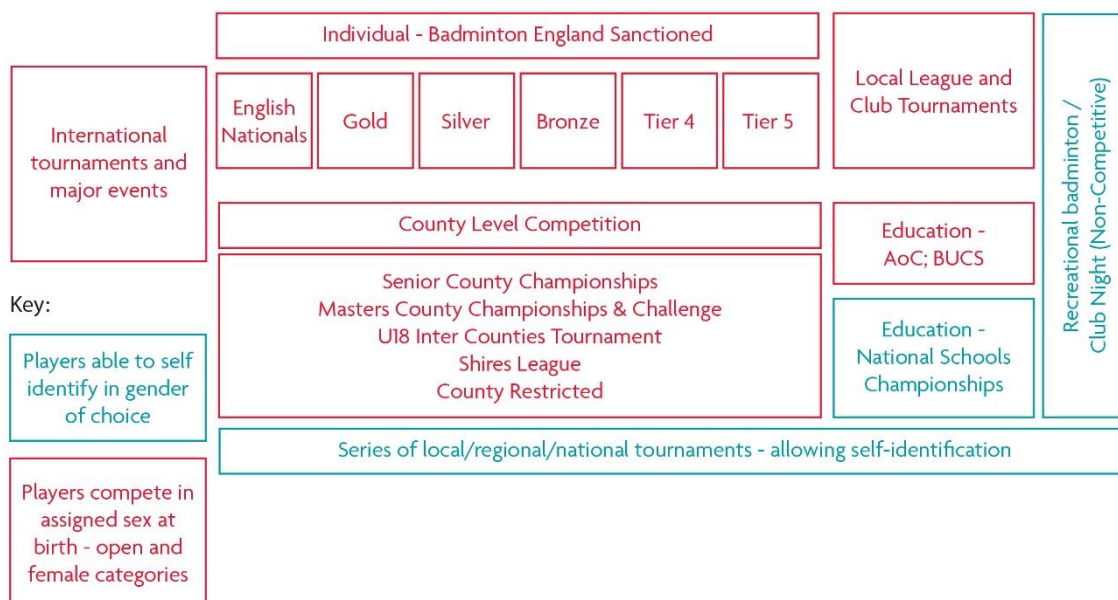 Individual - Badminton England Sanctioned
International
tournaments and
major events
English
Nationals
Gold
Silver
Bronze
Tier 4
Tier 5
Local League and
Club Tournaments
Recreational badminton /
Club Night (Non-Competitive)
County Level Competition
Senior County Championships
Masters County Championships & Challenge
U18 Inter Counties Tournament
Shires League
County Restricted
Education -
AoC; BUCS
Education -
National Schools
Championships
Series of local/regional/national tournaments - allowing self-identification
Key:
Players able to self
identify in gender
of choice
Players compete in
assigned sex at
birth - open and
female categories